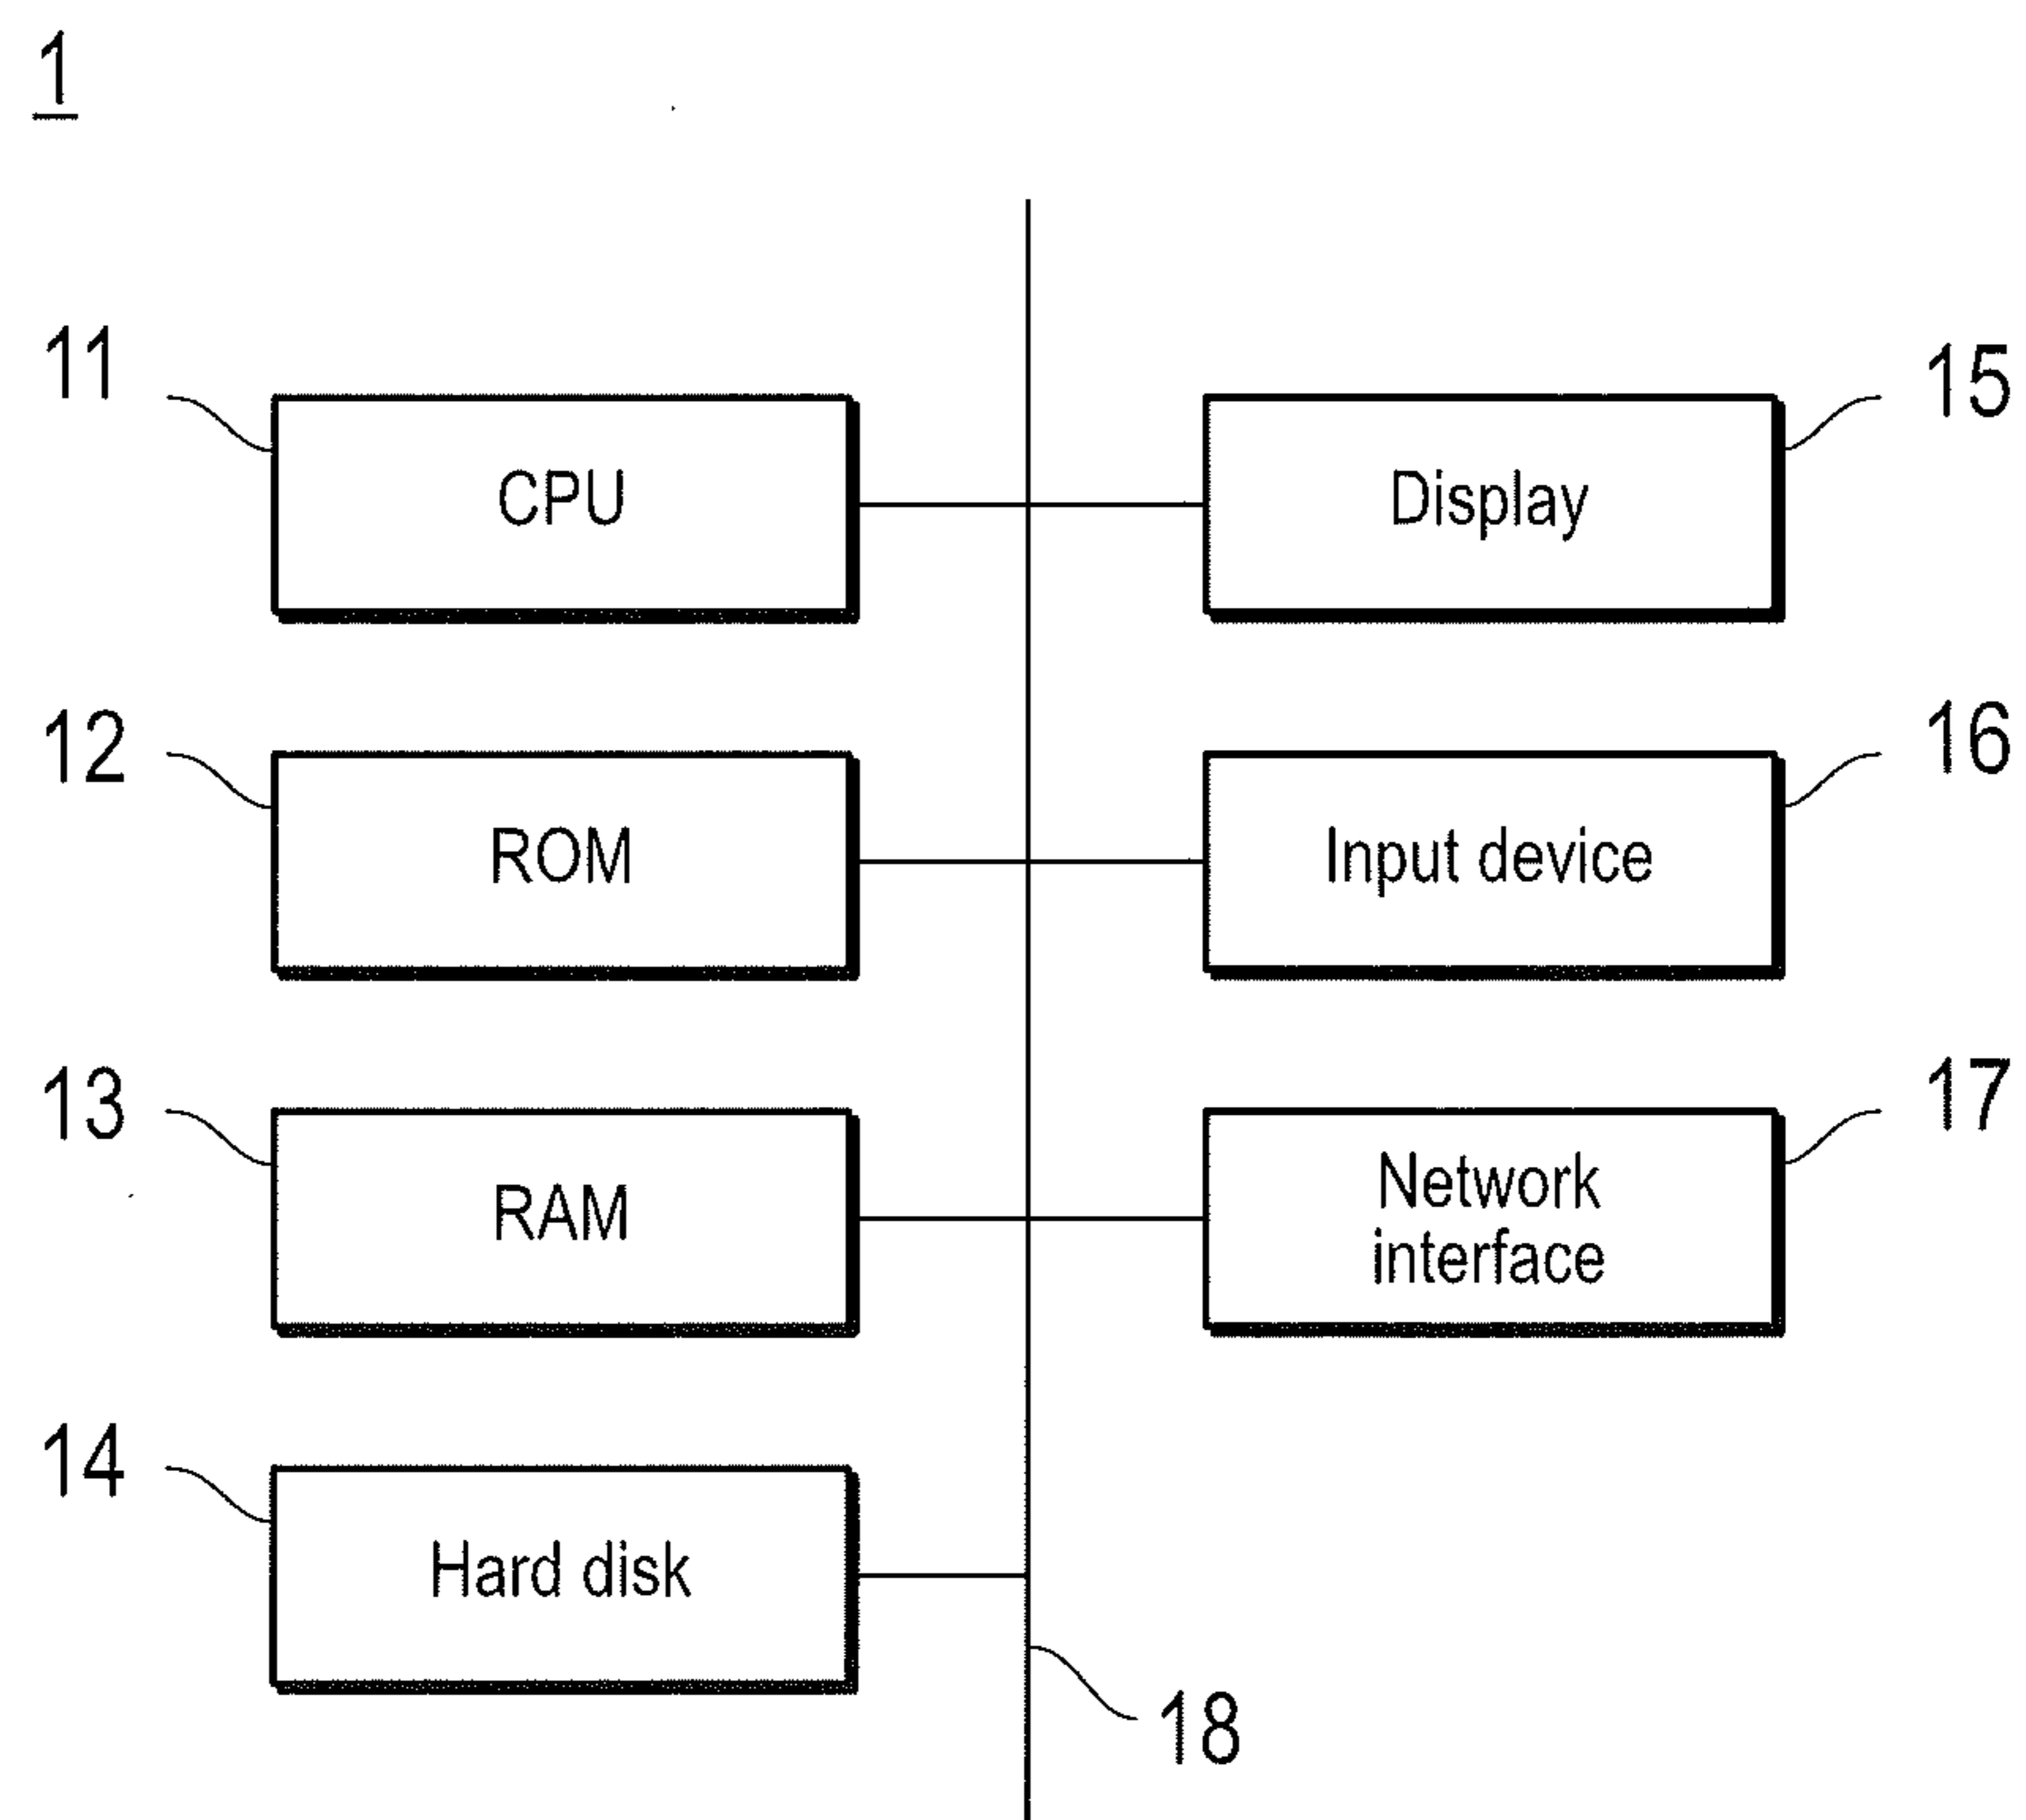 1
11
CPU
Display
15
12
ROM
Input device
16
13
RAM
Network
interface
17
14
Hard disk
18